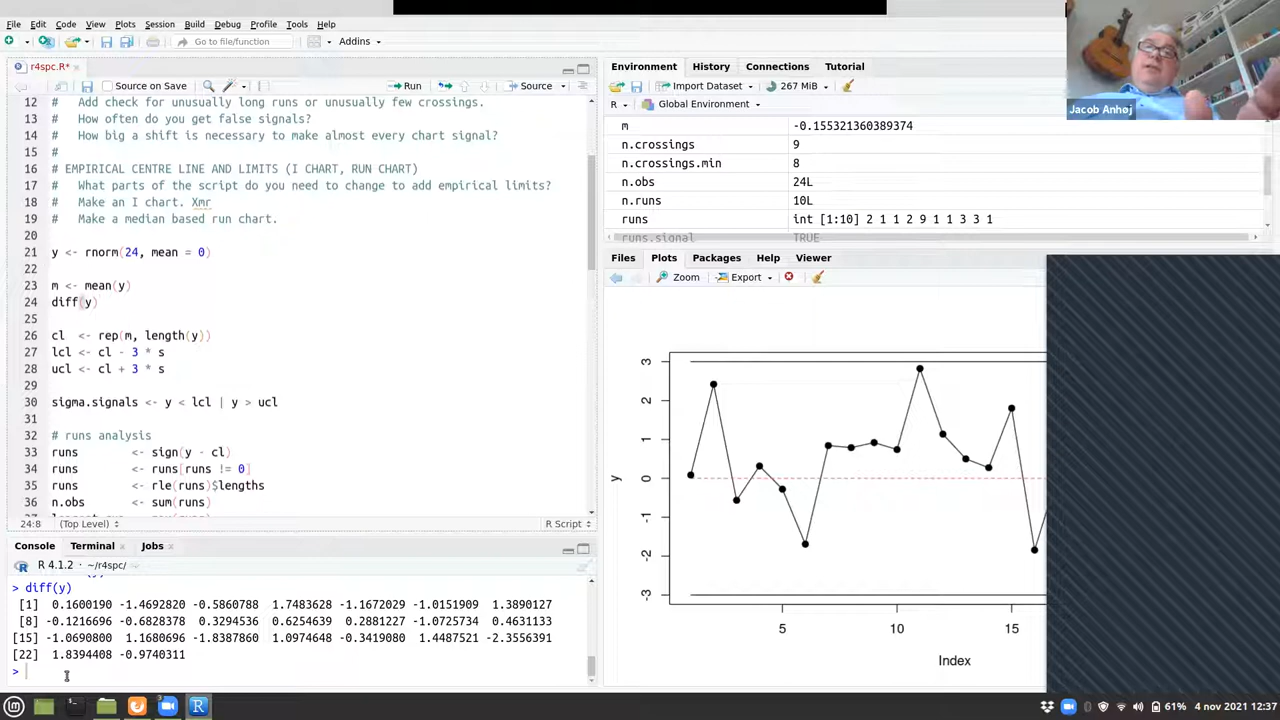 File Edit Code View Plots Session Build Debug Profile Tools Help
Go to file/function
Addins
r4spc.R*
Source on Save
Run
Source
12 # Add check for unusually long runs or unusually few crossings.
13 # How often do you get false signals?
14 # How big a shift is necessary to make almost every chart signal?
15 #
16 # EMPIRICAL CENTRE LINE AND LIMITS (I CHART, RUN CHART)
17 # What parts of the script do you need to change to add empirical limits?
18 # Make an I chart. Xmr
19 # Make a median based run chart.
20
21 y <- rnorm(24, mean = 0)
22
23 m <- mean(y)
24 diff(y)
25
26 cl <- rep(m, length(y))
27 lcl <- cl - 3 * s
28 ucl <- cl + 3 * s
29
30 sigma.signals <- y < lcl | y > ucl
31
32 # runs analysis
33 runs <- sign(y - cl)
34 runs <- runs[runs != 0]
35 runs <- rle(runs)$lengths
36 n.obs <- sum(runs)
24:8 (Top Level) R Script
Console Terminal Jobs
R 4.1.2 · ~/r4spc/
> diff(y)
[1] 0.1600190 -1.4692820 -0.5860788 1.7483628 -1.1672029 -1.0151909 1.3890127
[8] -0.1216696 -0.6828378 0.3294536 0.6254639 0.2881227 -1.0725734 0.4631133
[15] -1.0690800 1.1680696 -1.8387860 1.0974648 -0.3419080 1.4487521 -2.3556391
[22] 1.8394408 -0.9740311
>
Environment History Connections Tutorial
Import Dataset
267 MiB
R
Global Environment
m -0.155321360389374
n.crossings 9
n.crossings.min 8
n.obs 24L
n.runs 10L
runs int [1:10] 2 1 1 2 9 1 1 3 3 1
runs.signal TRUE
Files Plots Packages Help Viewer
Zoom Export
3
2
1
0
-1
-2
-3
y
5 10 15
Index
Jacob Anhøj
61% 4 nov 2021 12:37